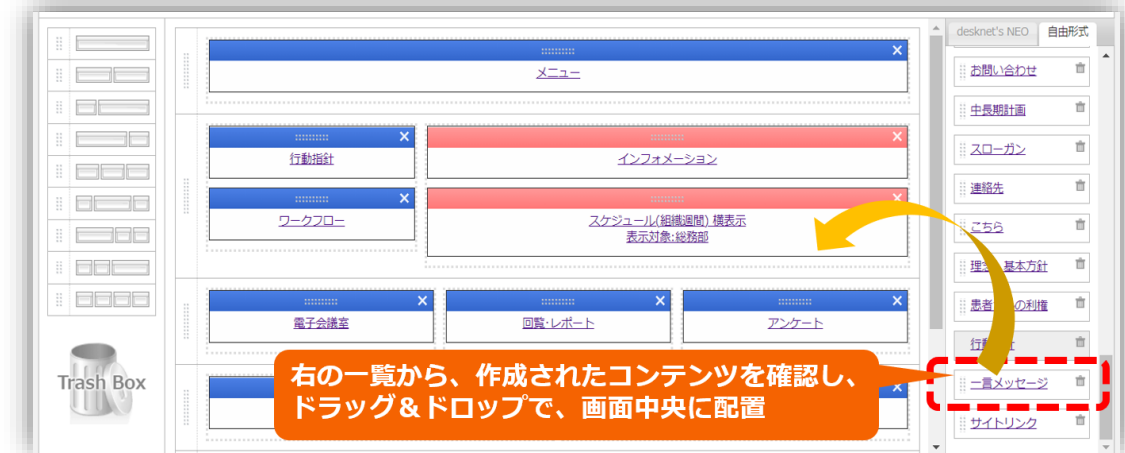 desknet's NEO
自由形式
メニュー
行動指針
インフォメーション
ワークフロー
スケジュール(組織週間) 横表示
表示対象:総務部
電子会議室
回覧・レポート
アンケート
Trash Box
右の一覧から、作成されたコンテンツを確認し、
ドラッグ&ドロップで、画面中央に配置
お問い合わせ
中長期計画
スローガン
連絡先
こちら
基本方針
患者
の利権
一言メッセージ
サイトリンク